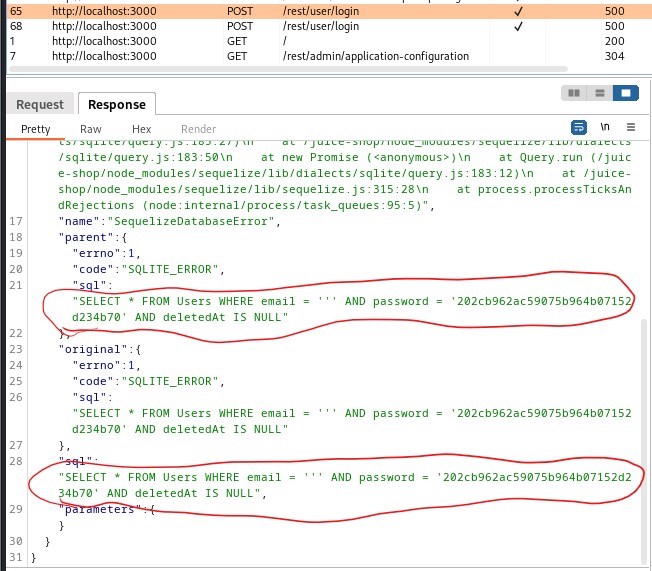 65 http://localhost:3000 POST /rest/user/login ✓ 500
68 http://localhost:3000 POST /rest/user/login ✓ 500
1 http://localhost:3000 GET / 200
7 http://localhost:3000 GET /rest/admin/application-configuration 304
Request Response
Pretty Raw Hex Render \n
/sqlite/query.js:183:50\n    at new Promise (<anonymous>)\n    at Query.run (/juic
e-shop/node_modules/sequelize/lib/dialects/sqlite/query.js:183:12)\n    at /juice-
shop/node_modules/sequelize/lib/sequelize.js:315:28\n    at process.processTicksAn
dRejections (node:internal/process/task_queues:95:5)",
17 "name":"SequelizeDatabaseError",
18 "parent":{
19 "errno":1,
20 "code":"SQLITE_ERROR",
21 "sql":
"SELECT * FROM Users WHERE email = ''' AND password = '202cb962ac59075b964b07152
d234b70' AND deletedAt IS NULL"
22 },
23 "original":{
24 "errno":1,
25 "code":"SQLITE_ERROR",
26 "sql":
"SELECT * FROM Users WHERE email = ''' AND password = '202cb962ac59075b964b07152
d234b70' AND deletedAt IS NULL"
27 },
28 "sql":
"SELECT * FROM Users WHERE email = ''' AND password = '202cb962ac59075b964b07152d2
34b70' AND deletedAt IS NULL",
29 "parameters":{
}
30 }
31 }